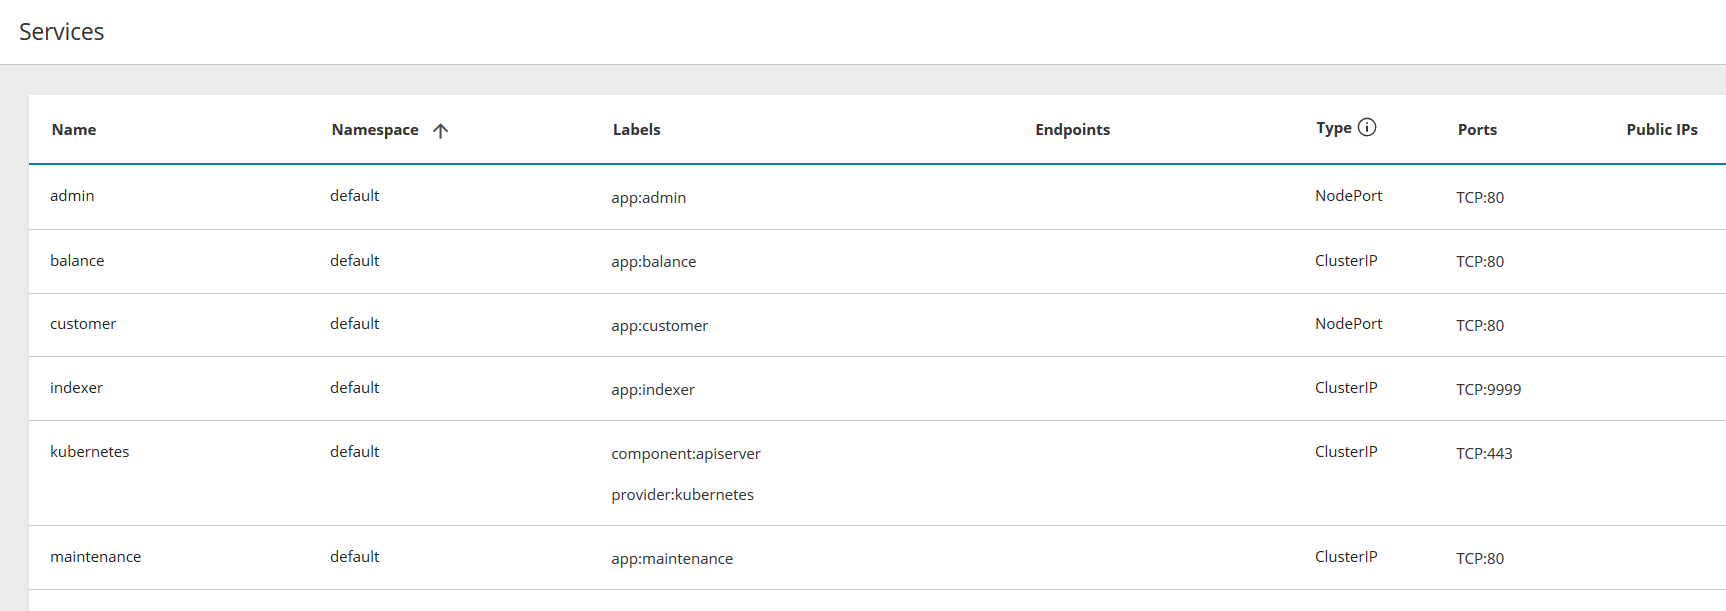 Services
Name Namespace Labels Endpoints Type Ports Public IPs
admin default app:admin NodePort TCP:80
balance default app:balance ClusterIP TCP:80
customer default app:customer NodePort TCP:80
indexer default app:indexer ClusterIP TCP:9999
kubernetes default component:apiserver ClusterIP TCP:443
provider:kubernetes
maintenance default app:maintenance ClusterIP TCP:80